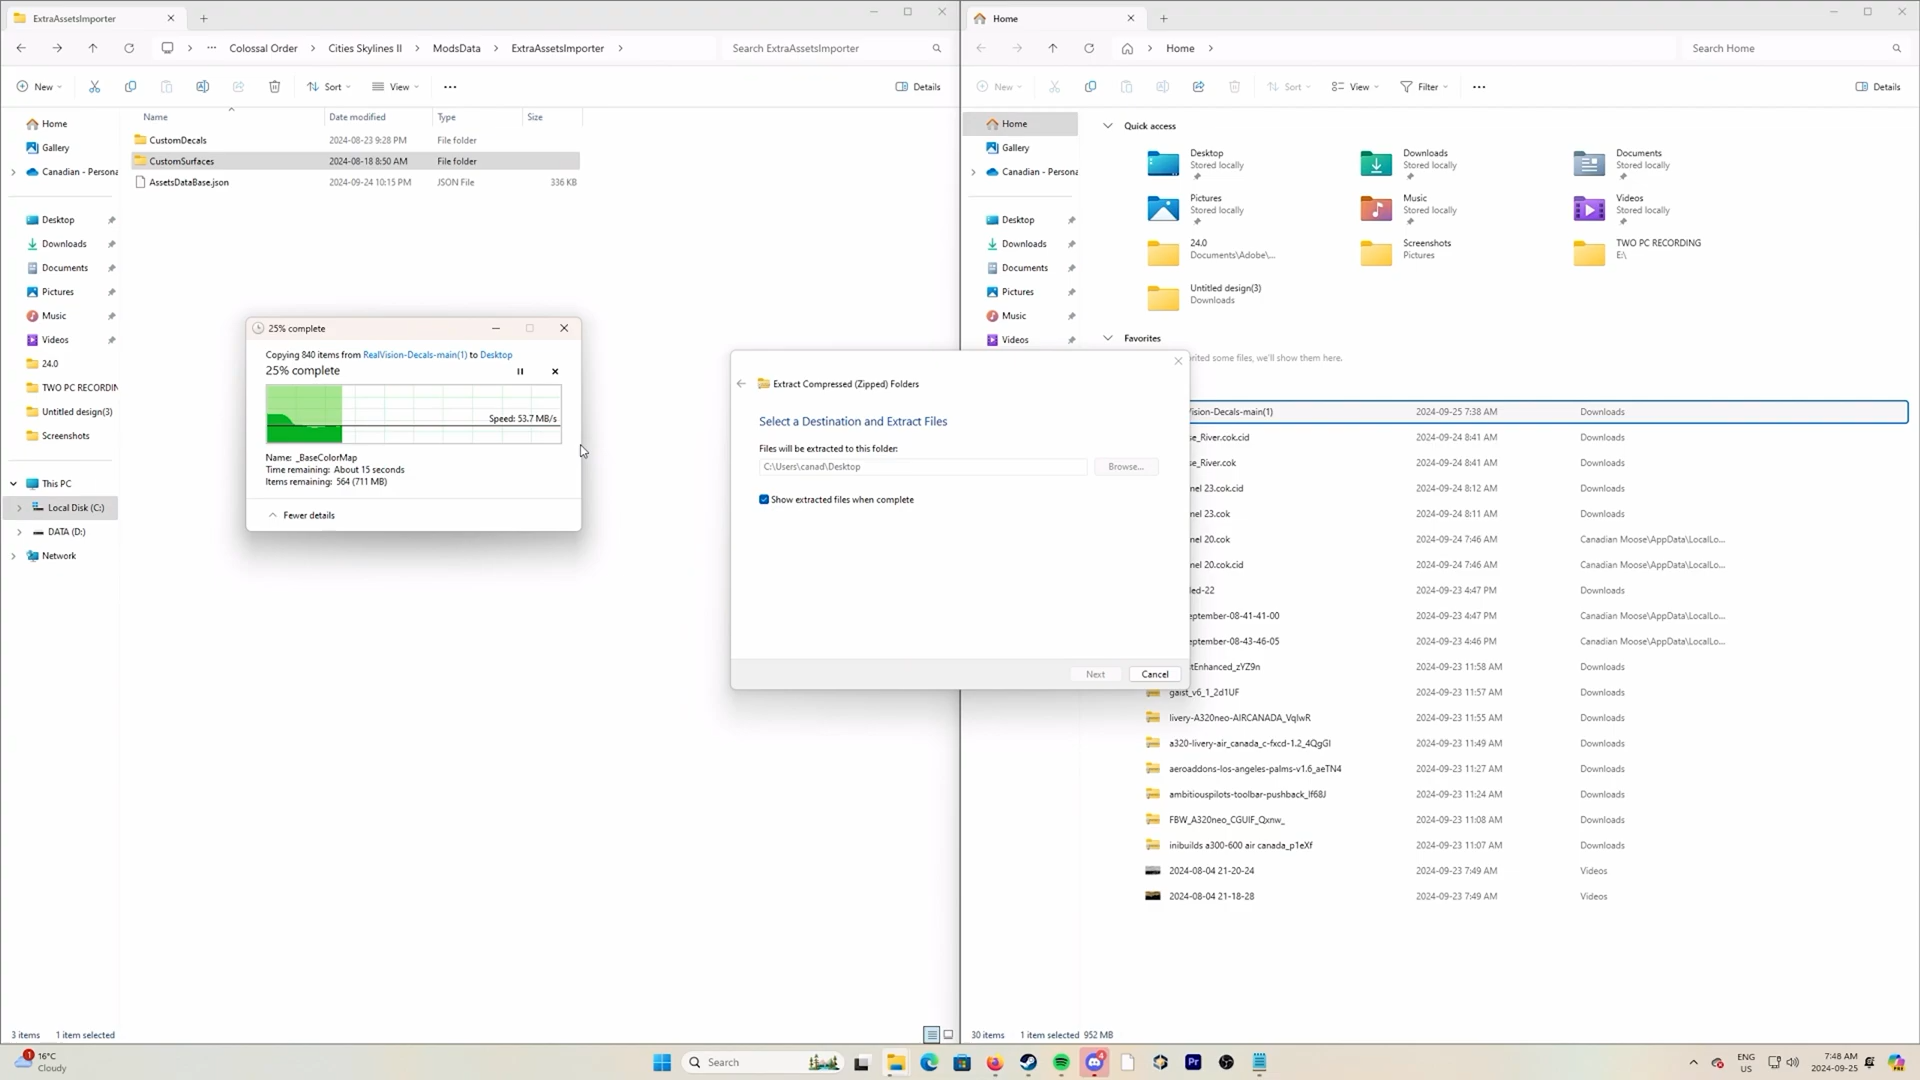 ExtraAssetsImporter
Home
Colossal Order > Cities Skylines II > ModsData > ExtraAssetsImporter >
Search ExtraAssetsImporter
Home >
Search Home
New
Sort
View
Details
New
Sort
View
Filter
Details
Name
Date modified
Type
Size
CustomDecals 2024-08-23 9:28 PM File folder
CustomSurfaces 2024-08-18 8:50 AM File folder
AssetsDataBase.json 2024-09-24 10:15 PM JSON File 336 KB
Home
Gallery
Canadian - Persona
Desktop
Downloads
Documents
Pictures
Music
Videos
24.0
TWO PC RECORDIN
Untitled design(3)
Screenshots
This PC
Local Disk (C:)
DATA (D:)
Network
25% complete
Copying 840 items from RealVision-Decals-main(1) to Desktop
25% complete
Speed: 53.7 MB/s
Name: _BaseColorMap
Time remaining: About 15 seconds
Items remaining: 564 (711 MB)
Fewer details
Extract Compressed (Zipped) Folders
Select a Destination and Extract Files
Files will be extracted to this folder:
C:\Users\canad\Desktop
Browse...
Show extracted files when complete
Next
Cancel
Home
Gallery
Canadian - Persona
Desktop
Downloads
Documents
Pictures
Music
Videos
Quick access
Desktop
Stored locally
Downloads
Stored locally
Documents
Stored locally
Pictures
Stored locally
Music
Stored locally
Videos
Stored locally
24.0
Documents\Adobe\...
Screenshots
Pictures
TWO PC RECORDING
E:\
Untitled design(3)
Downloads
Favorites
rited some files, we'll show them here.
ision-Decals-main(1) 2024-09-25 7:38 AM Downloads
se_River.cok.cid 2024-09-24 8:41 AM Downloads
se_River.cok 2024-09-24 8:41 AM Downloads
nel 23.cok.cid 2024-09-24 8:12 AM Downloads
nel 23.cok 2024-09-24 8:11 AM Downloads
nel 20.cok 2024-09-24 7:46 AM Canadian Moose\AppData\LocalLo...
nel 20.cok.cid 2024-09-24 7:46 AM Canadian Moose\AppData\LocalLo...
led-22 2024-09-23 4:47 PM Downloads
eptember-08-41-41-00 2024-09-23 4:47 PM Canadian Moose\AppData\LocalLo...
eptember-08-43-46-05 2024-09-23 4:46 PM Canadian Moose\AppData\LocalLo...
tEnhanced_zYZ9n 2024-09-23 11:58 AM Downloads
gaist_v6_1_2d1UF 2024-09-23 11:57 AM Downloads
livery-A320neo-AIRCANADA_VqlwR 2024-09-23 11:55 AM Downloads
a320-livery-air_canada_c-fxcd-1.2_4QgGI 2024-09-23 11:49 AM Downloads
aeroaddons-los-angeles-palms-v1.6_aeTN4 2024-09-23 11:27 AM Downloads
ambitiouspilots-toolbar-pushback_lf68J 2024-09-23 11:24 AM Downloads
FBW_A320neo_CGUIF_Qxnw_ 2024-09-23 11:08 AM Downloads
inibuilds a300-600 air canada_p1eXf 2024-09-23 11:07 AM Downloads
2024-08-04 21-20-24 2024-09-23 7:49 AM Videos
2024-08-04 21-18-28 2024-09-23 7:49 AM Videos
3 items 1 item selected
30 items 1 item selected 952 MB
1
16°C
Cloudy
Search
Pr
ENG
US
7:48 AM
2024-09-25